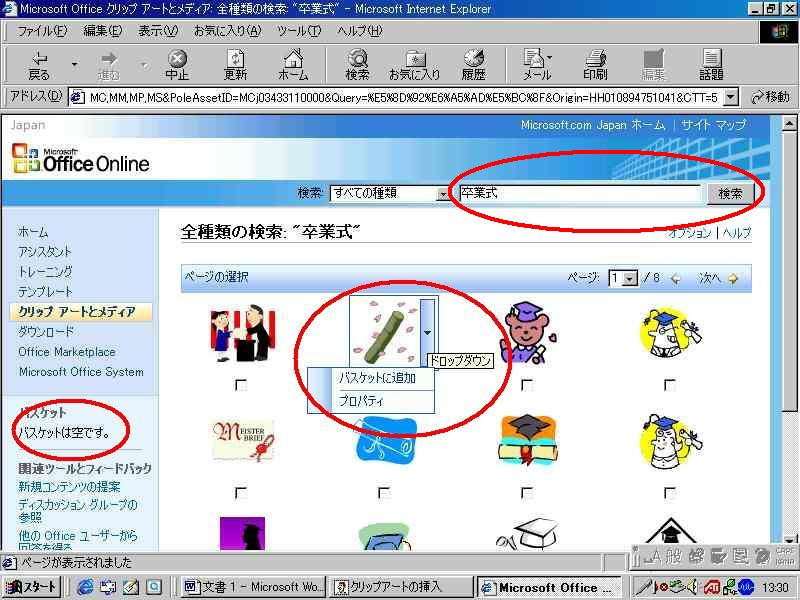 Microsoft Office クリップ アートとメディア: 全種類の検索: "卒業式" - Microsoft Internet Explorer
ファイル(F) 編集(E) 表示(V) お気に入り(A) ツール(T) ヘルプ(H)
戻る 進む 中止 更新 ホーム 検索 お気に入り 履歴 メール 印刷 編集 話題
アドレス(D) MC,MM,MP,MS&PoleAssetID=MCj03433110000&Query=%E5%8D%92%E6%A5%AD%E5%BC%8F&Origin=HH010894751041&CTT=5 移動
Japan Microsoft.com Japan ホーム | サイト マップ
Microsoft Office Online
検索: すべての種類 卒業式 検索
全種類の検索: "卒業式" オプション | ヘルプ
ホーム
アシスタント
トレーニング
テンプレート
クリップ アートとメディア
ダウンロード
Office Marketplace
Microsoft Office System
ページの選択 ページ: 1 / 8 次へ
ドロップダウン
バスケットに追加
プロパティ
バスケット
バスケットは空です。
MEISTER BRIEF
関連ツールとフィードバック
新規コンテンツの提案
ディスカッション グループの
参照
他の Office ユーザーから
回答を得る
ページが表示されました
A 般 CAPS KANA
スタート 文書 1 - Microsoft Wo... クリップアートの挿入 Microsoft Office ... 13:30